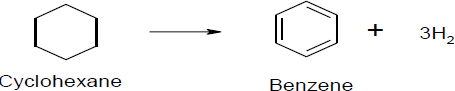 + 3H₂
Cyclohexane
Benzene